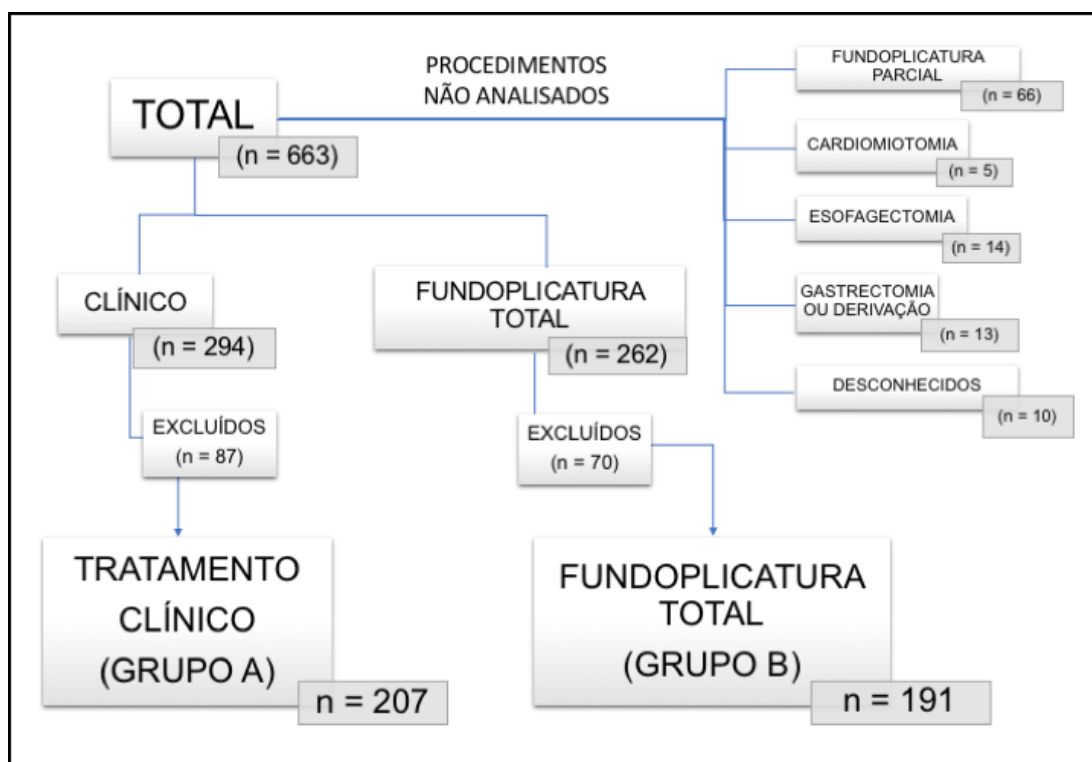 PROCEDIMENTOS
NÃO ANALISADOS
TOTAL
(n = 663)
FUNDOPLICATURA
PARCIAL
(n = 66)
CARDIOMIOTOMIA
(n = 5)
ESOFAGECTOMIA
(n = 14)
GASTRECTOMIA
OU DERIVAÇÃO
(n = 13)
DESCONHECIDOS
(n = 10)
CLÍNICO
(n = 294)
FUNDOPLICATURA
TOTAL
(n = 262)
EXCLUÍDOS
(n = 87)
EXCLUÍDOS
(n = 70)
TRATAMENTO
CLÍNICO
(GRUPO A)
n = 207
FUNDOPLICATURA
TOTAL
(GRUPO B)
n = 191